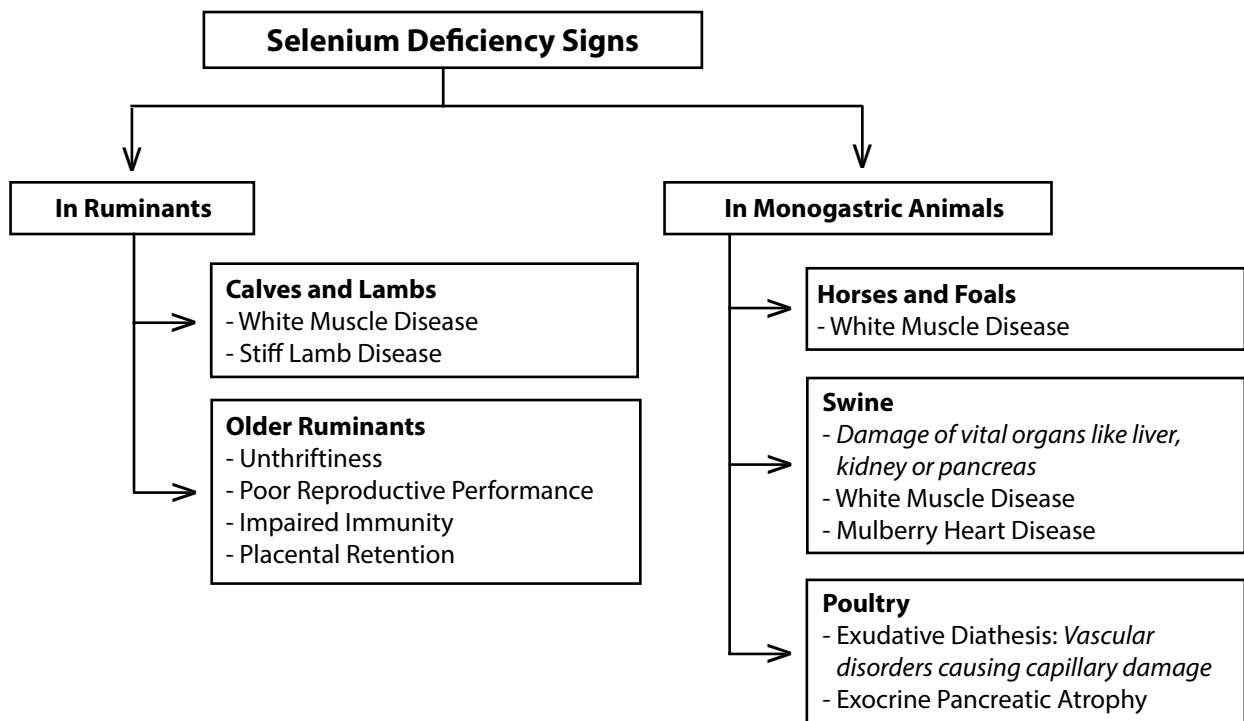 Selenium Deficiency Signs
In Ruminants
Calves and Lambs
- White Muscle Disease
- Stiff Lamb Disease
Older Ruminants
- Unthriftiness
- Poor Reproductive Performance
- Impaired Immunity
- Placental Retention
In Monogastric Animals
Horses and Foals
- White Muscle Disease
Swine
- Damage of vital organs like liver,
kidney or pancreas
- White Muscle Disease
- Mulberry Heart Disease
Poultry
- Exudative Diathesis: Vascular
disorders causing capillary damage
- Exocrine Pancreatic Atrophy